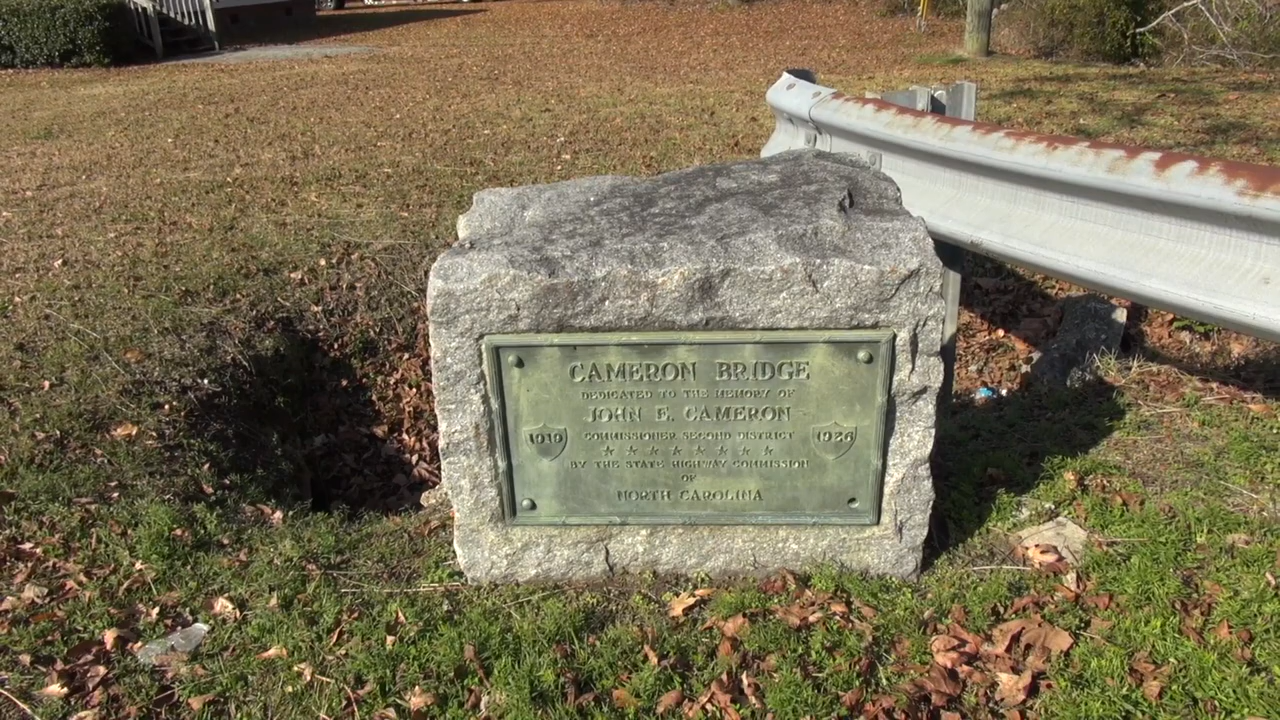 CAMERON BRIDGE
DEDICATED TO THE MEMORY OF
JOHN E. CAMERON
COMMISSIONER SECOND DISTRICT
1919
1926
BY THE STATE HIGHWAY COMMISSION
OF
NORTH CAROLINA